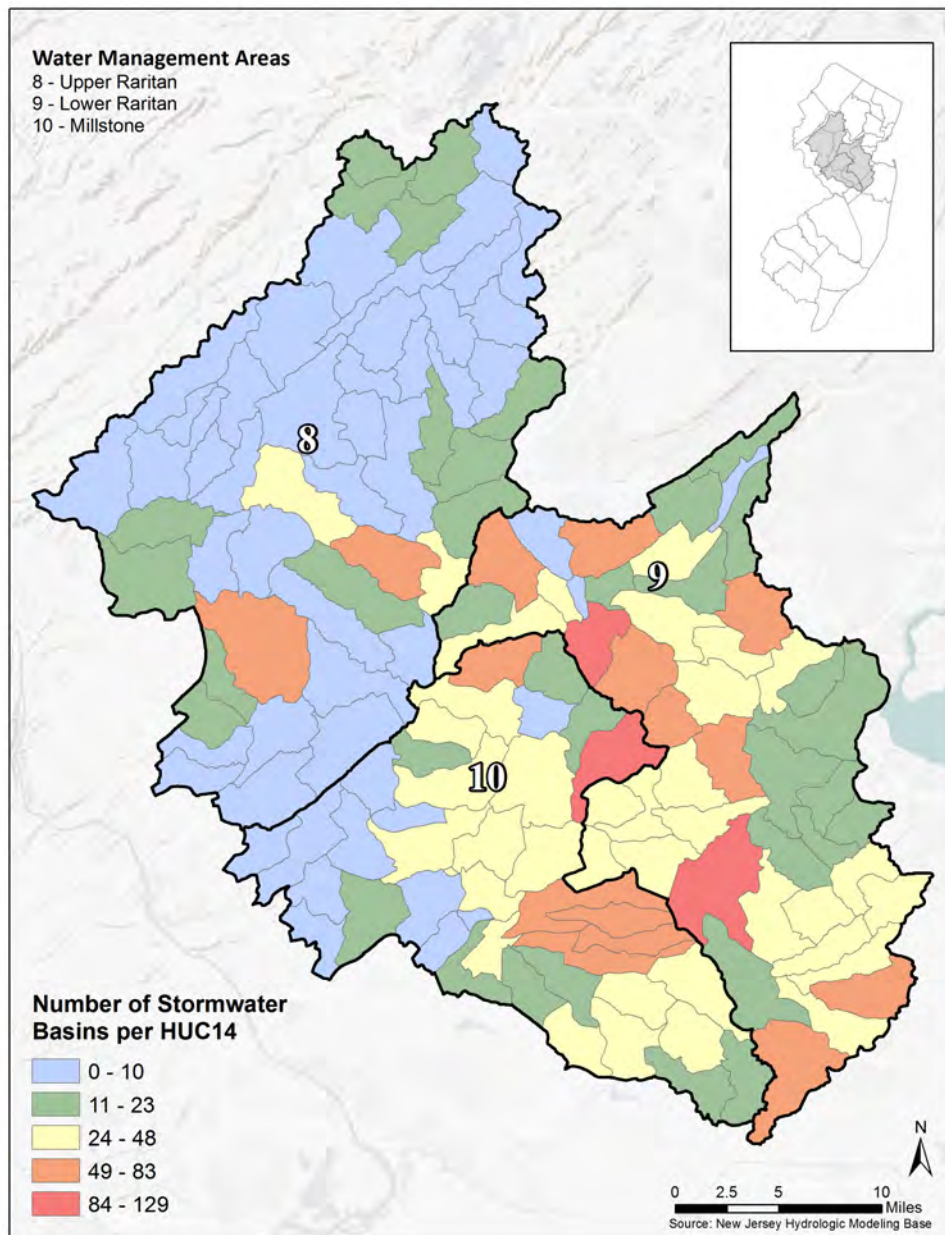 Water Management Areas
8 - Upper Raritan
9 - Lower Raritan
10 - Millstone
8
9
10
Number of Stormwater
Basins per HUC14
0 - 10
11 - 23
24 - 48
49 - 83
84 - 129
N
0 2.5 5 10
Miles
Source: New Jersey Hydrologic Modeling Base